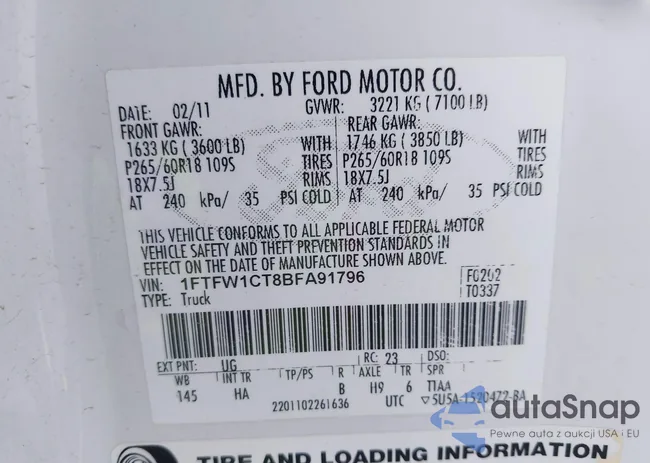 MFD. BY FORD MOTOR CO.
DATE: 02/11 GVWR: 3221 KG ( 7100 LB)
FRONT GAWR: REAR GAWR:
1633 KG ( 3600 LB) WITH 1746 KG ( 3850 LB) WITH
P265/60R18 109S TIRES P265/60R18 109S TIRES
18X7.5J RIMS 18X7.5J RIMS
AT 240 kPa/ 35 PSI COLD AT 240 kPa/ 35 PSI COLD
THIS VEHICLE CONFORMS TO ALL APPLICABLE FEDERAL MOTOR
VEHICLE SAFETY AND THEFT PREVENTION STANDARDS IN
EFFECT ON THE DATE OF MANUFACTURE SHOWN ABOVE.
VIN: 1FTFW1CT8BFA91796 F0202
TYPE: Truck T0337
EXT PNT: UG RC: 23 DSO:
WB INT TR TP/PS R AXLE TR SPR
145 HA B H9 6 TIAA
2201102261636 UTC ▽5U5A-1520472-BA
autoSnap
Pewne auta z aukcji USA i EU
TIRE AND LOADING INFORMATION